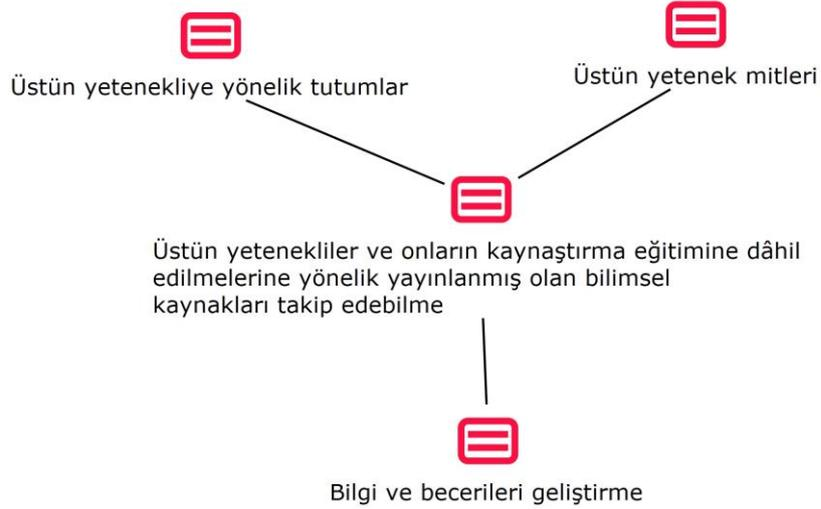 Üstün yetenekliye yönelik tutumlar
Üstün yetenek mitleri
Üstün yetenekliler ve onların kaynaştırma eğitimine dâhil
edilmelerine yönelik yayınlanmış olan bilimsel
kaynakları takip edebilme
Bilgi ve becerileri geliştirme